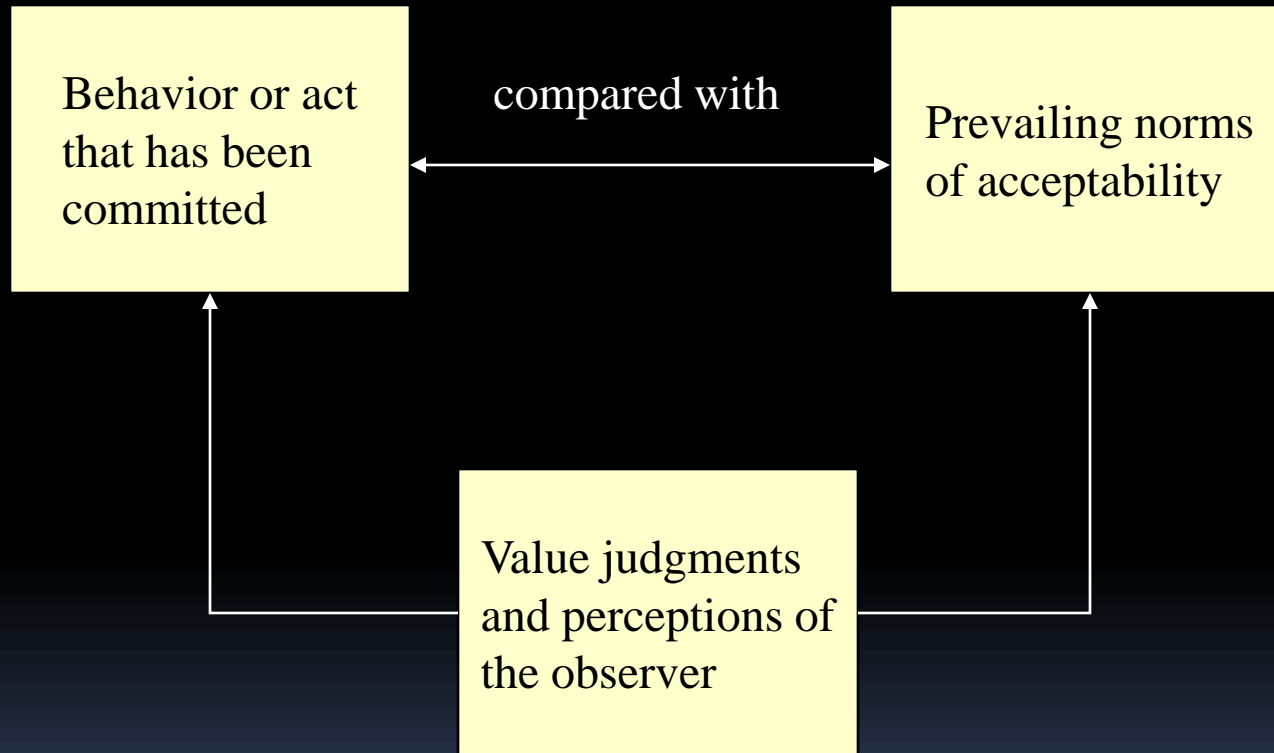 Behavior or act
that has been
committed
compared with
Prevailing norms
of acceptability
Value judgments
and perceptions of
the observer